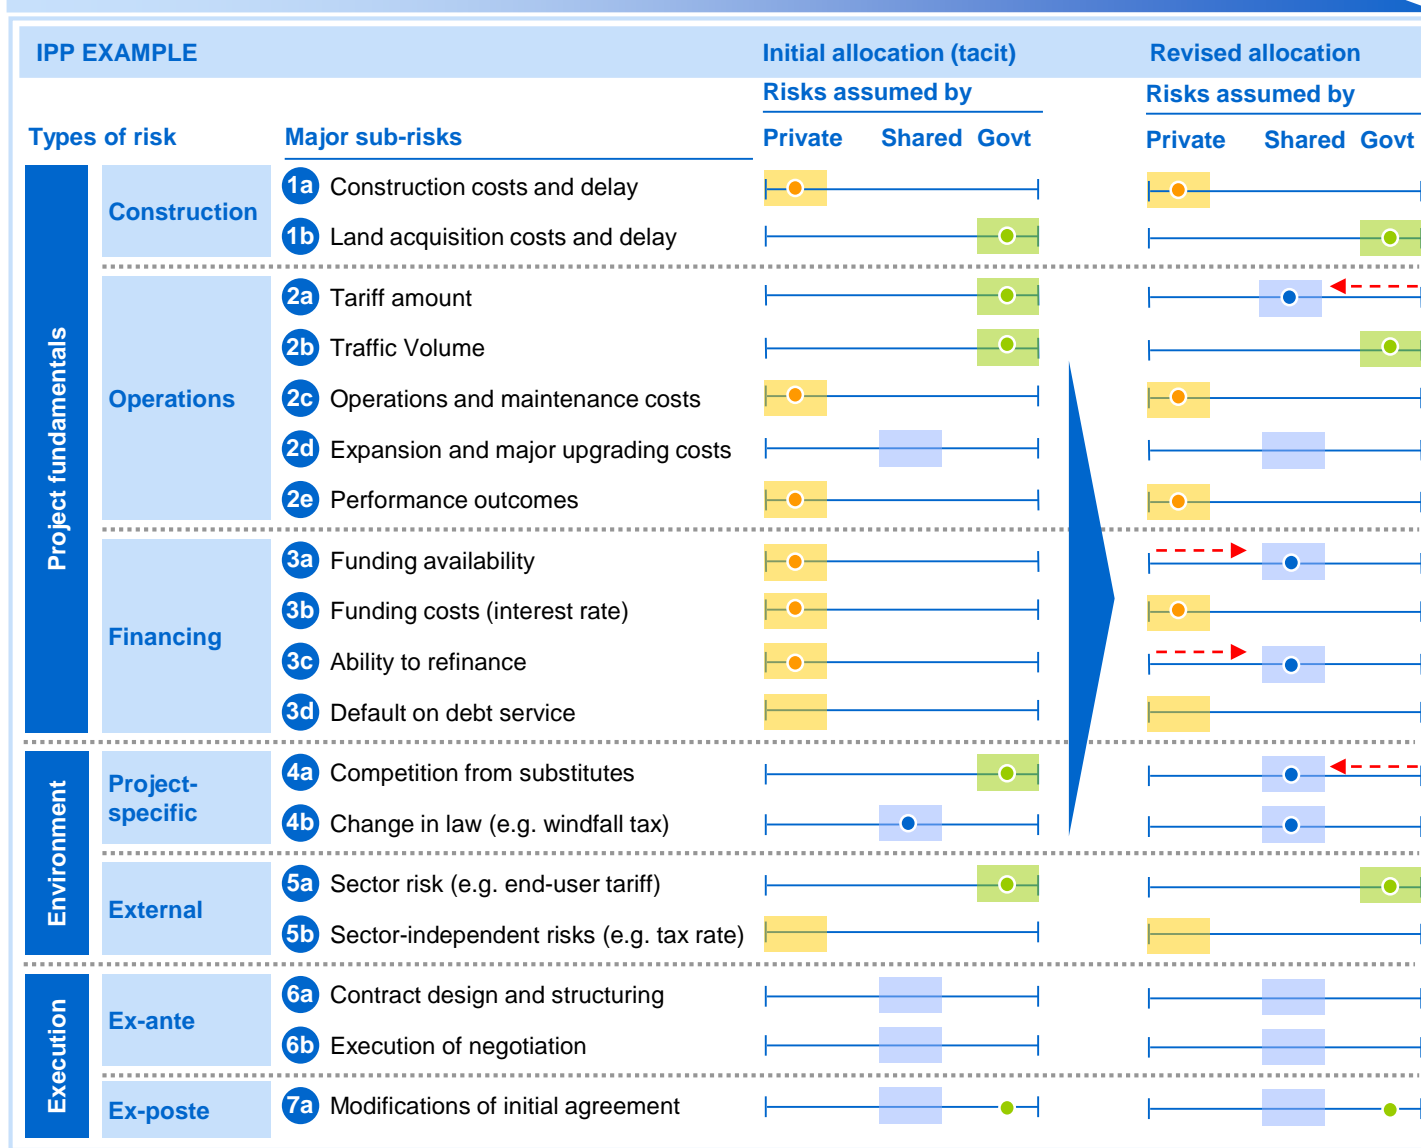 IPP EXAMPLE
Initial allocation (tacit)
Revised allocation
Risks assumed by
Risks assumed by
Types of risk
Major sub-risks
Private
Shared
Govt
Private
Shared
Govt
Project fundamentals
Construction
1a Construction costs and delay
1b Land acquisition costs and delay
Operations
2a Tariff amount
2b Traffic Volume
2c Operations and maintenance costs
2d Expansion and major upgrading costs
2e Performance outcomes
Financing
3a Funding availability
3b Funding costs (interest rate)
3c Ability to refinance
3d Default on debt service
Environment
Project-
specific
4a Competition from substitutes
4b Change in law (e.g. windfall tax)
External
5a Sector risk (e.g. end-user tariff)
5b Sector-independent risks (e.g. tax rate)
Execution
Ex-ante
6a Contract design and structuring
6b Execution of negotiation
Ex-poste
7a Modifications of initial agreement